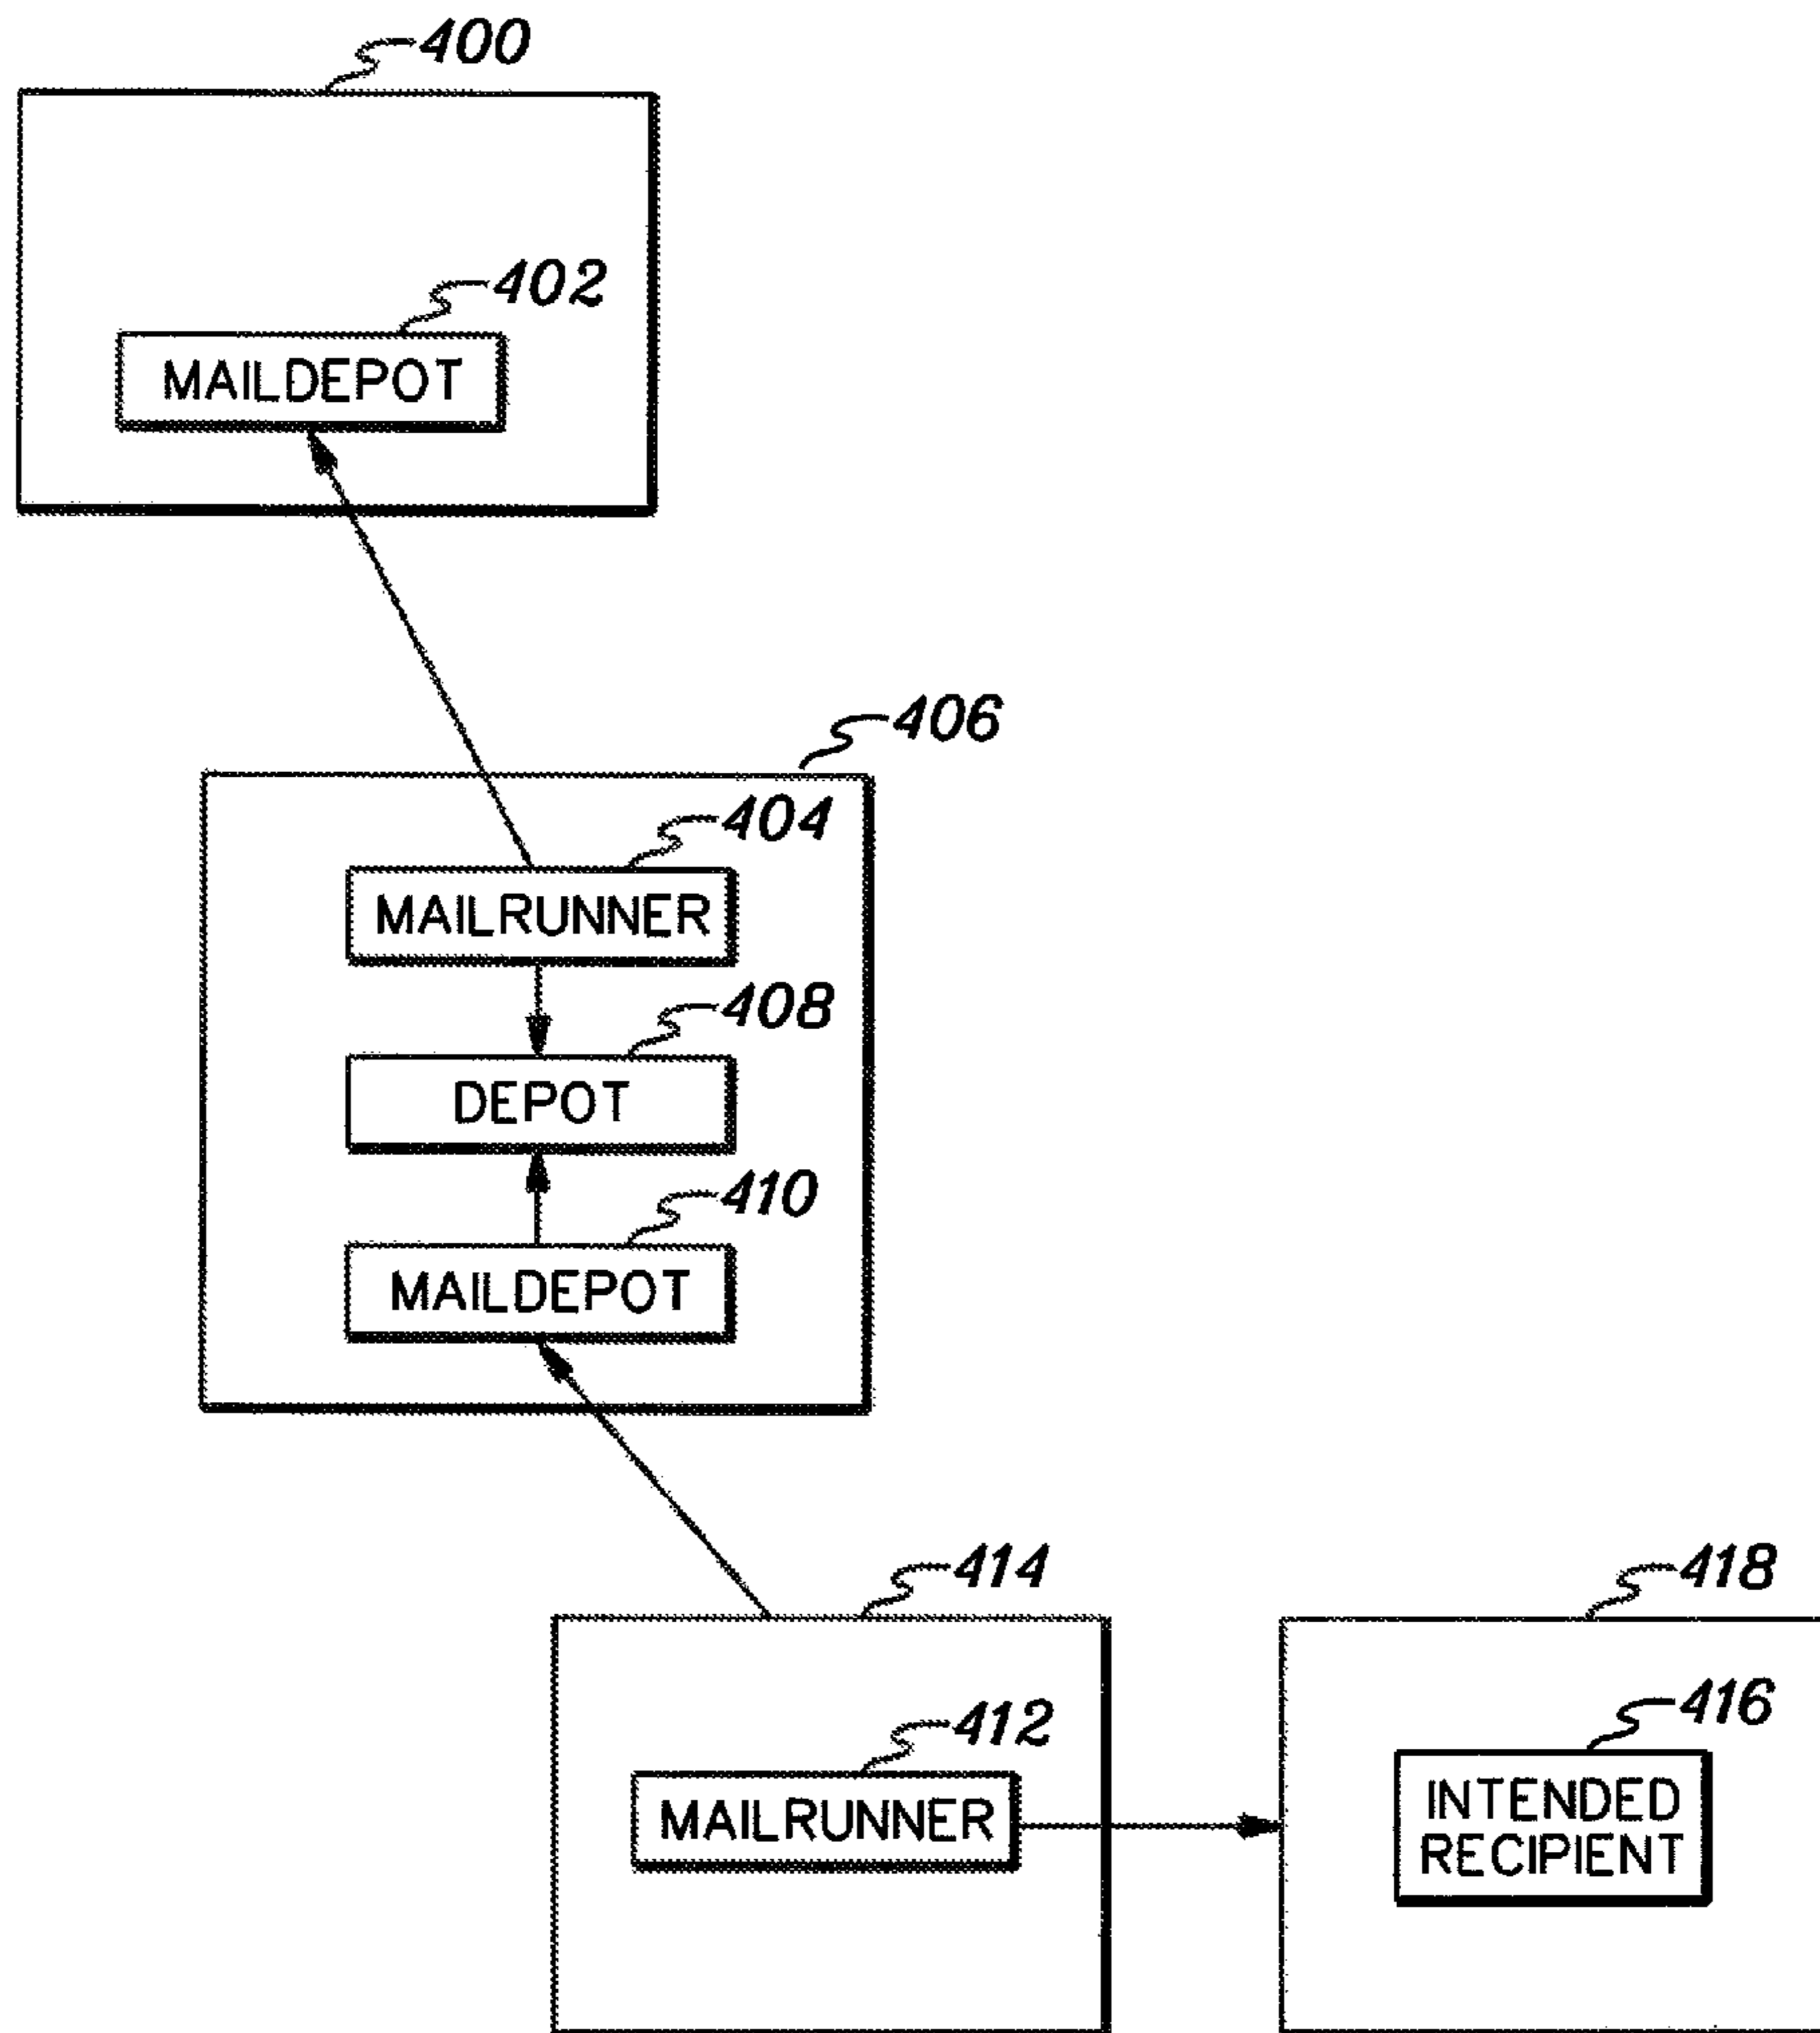 400
402
MAILDEPOT
406
404
MAILRUNNER
408
DEPOT
410
MAILDEPOT
414
418
412
MAILRUNNER
416
INTENDED
RECIPIENT